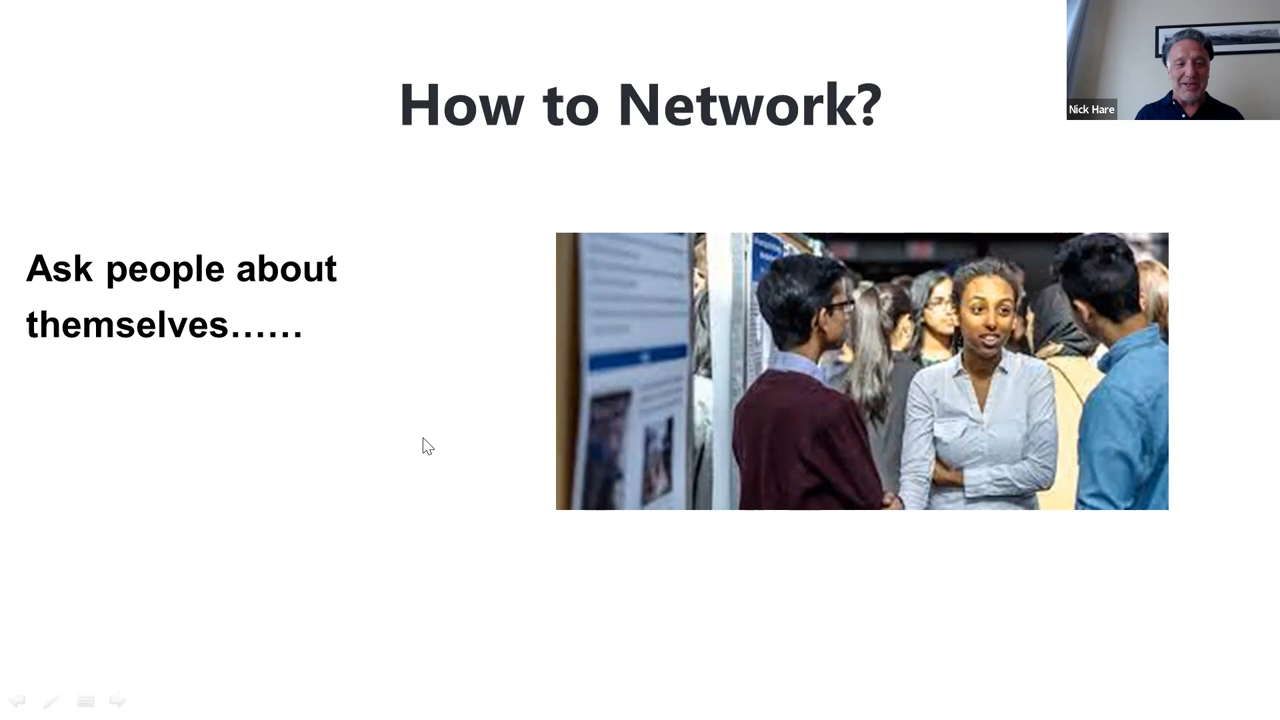 How to Network?
Nick Hare
Ask people about
themselves......